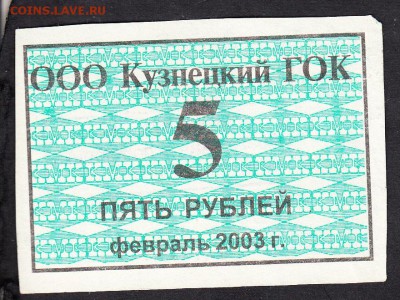 COINS.LAVE.RU
ООО Кузнецкий ГОК
5
ПЯТЬ РУБЛЕЙ
февраль 2003 г.